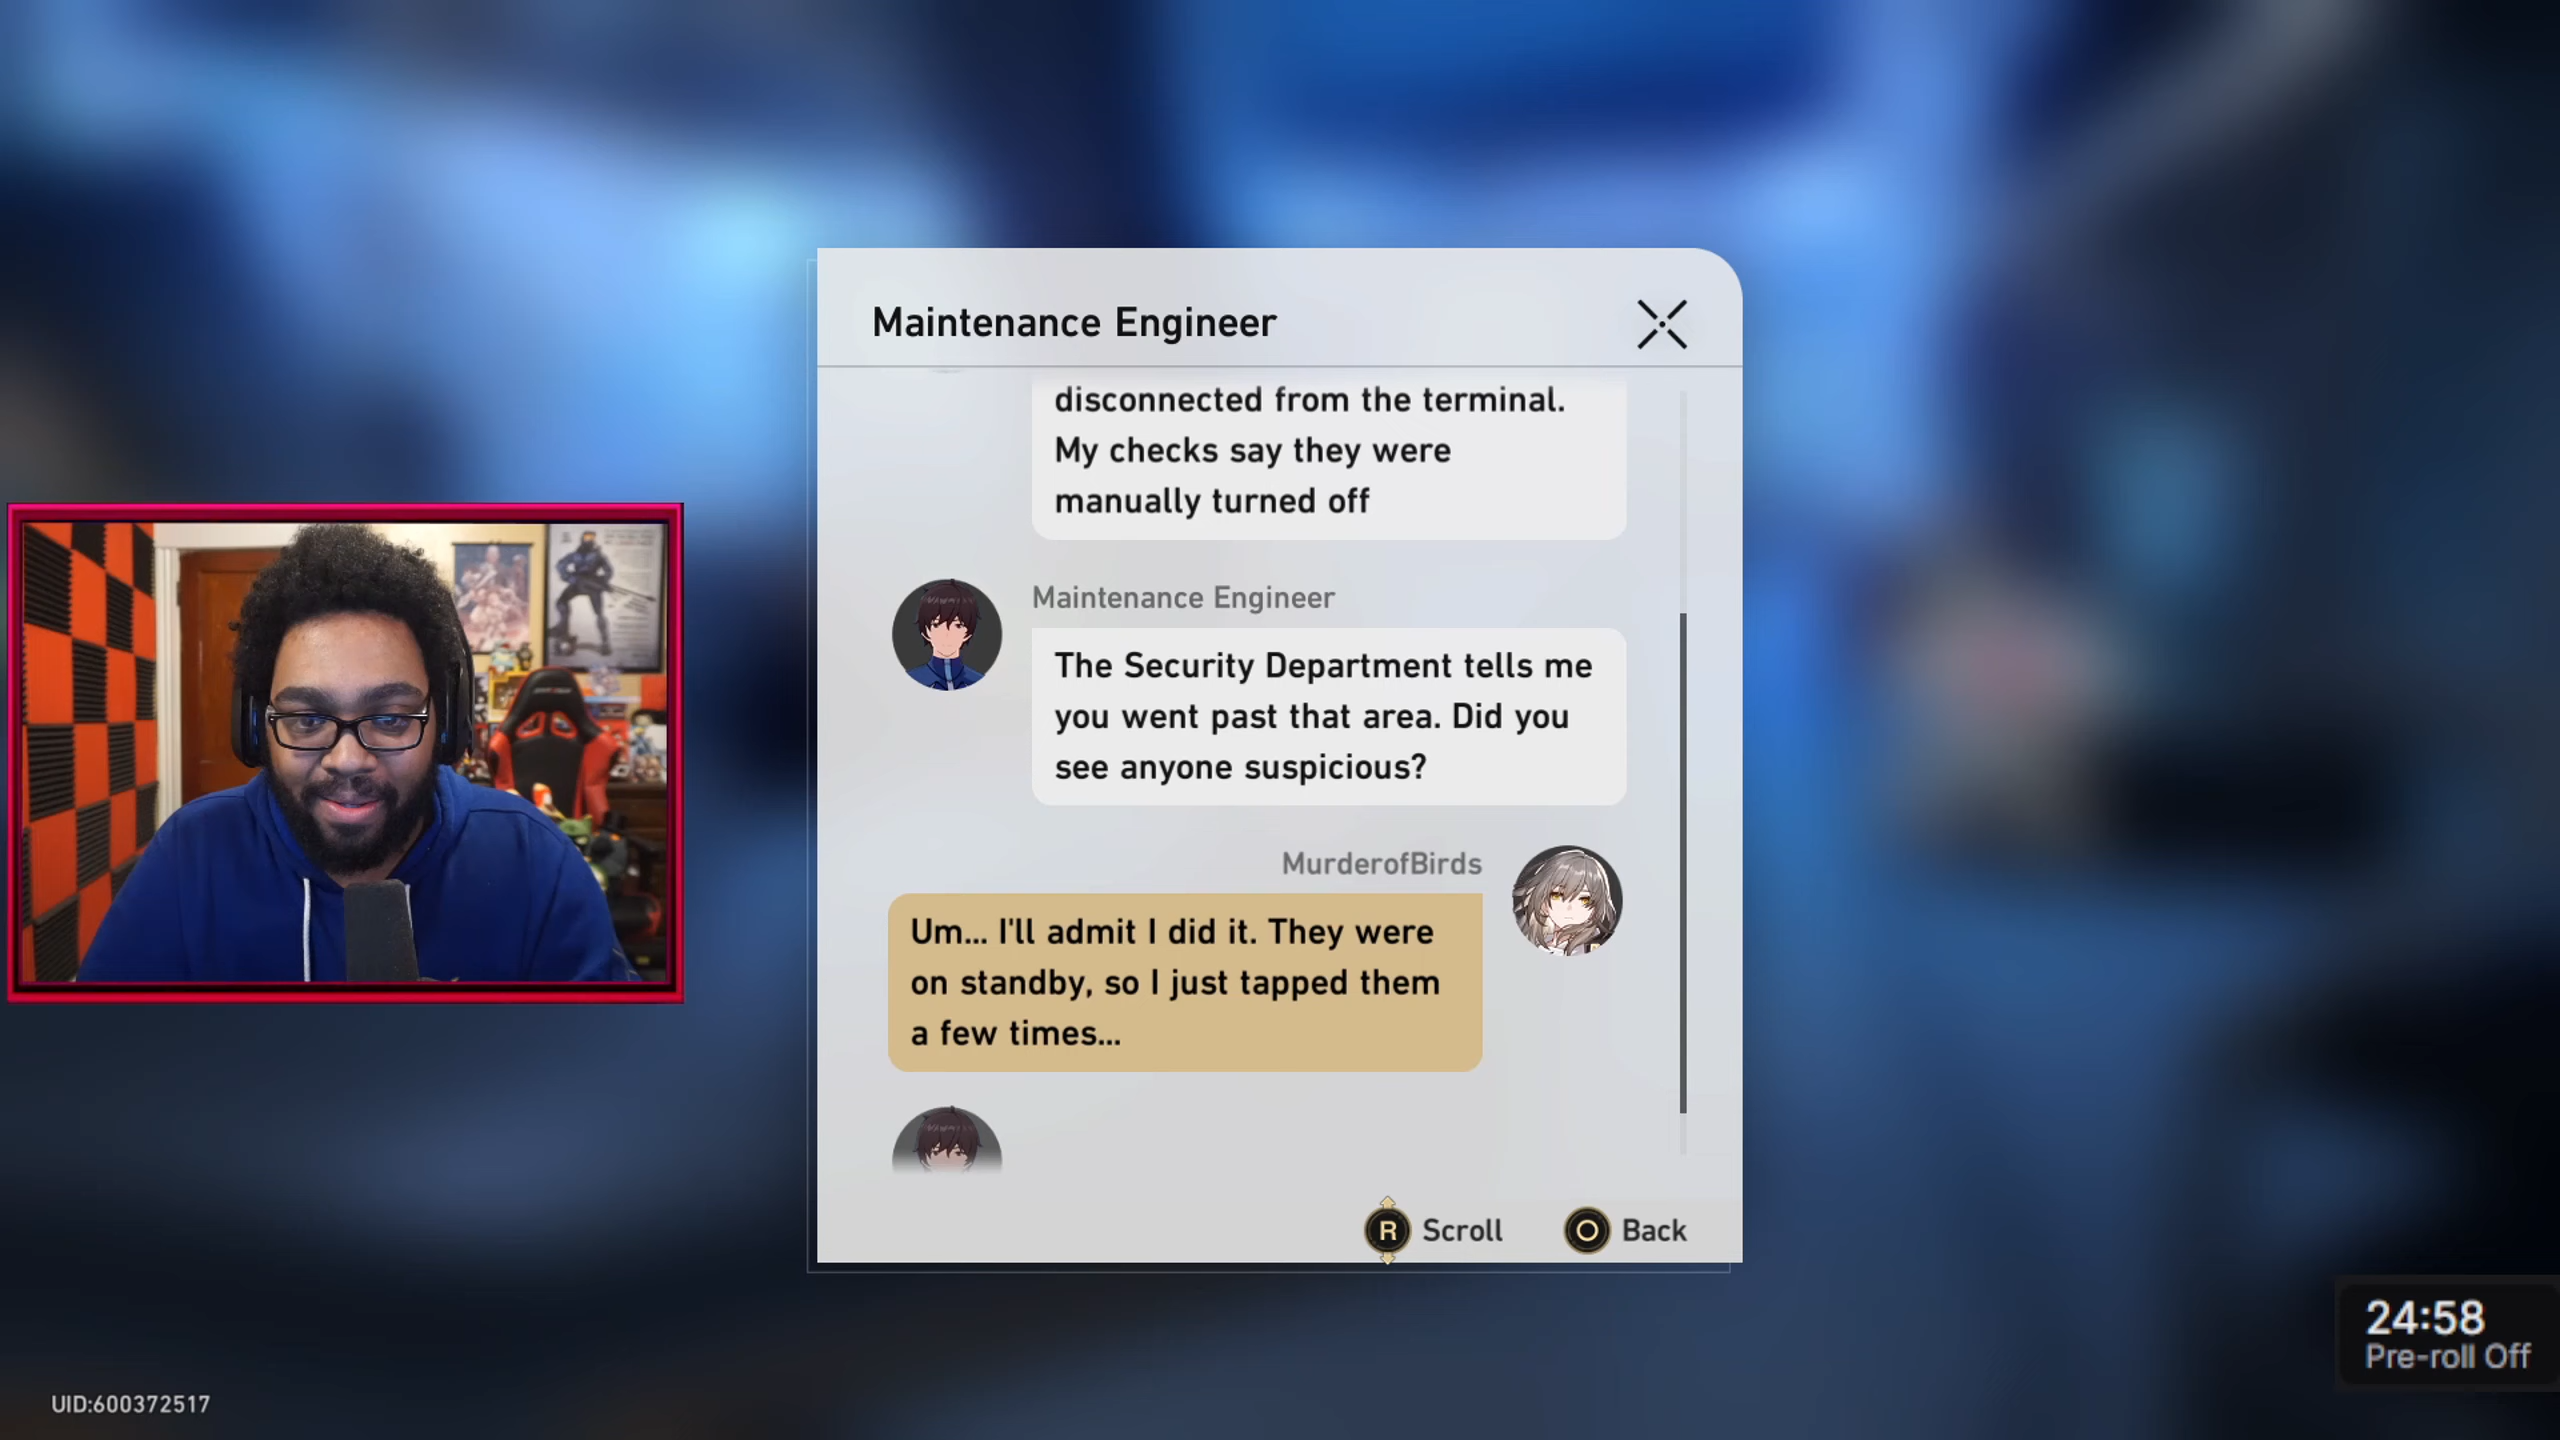 Maintenance Engineer
disconnected from the terminal.
My checks say they were
manually turned off
Maintenance Engineer
The Security Department tells me
you went past that area. Did you
see anyone suspicious?
MurderofBirds
Um... I'll admit I did it. They were
on standby, so I just tapped them
a few times...
R Scroll
Back
24:58
Pre-roll Off
UID:600372517